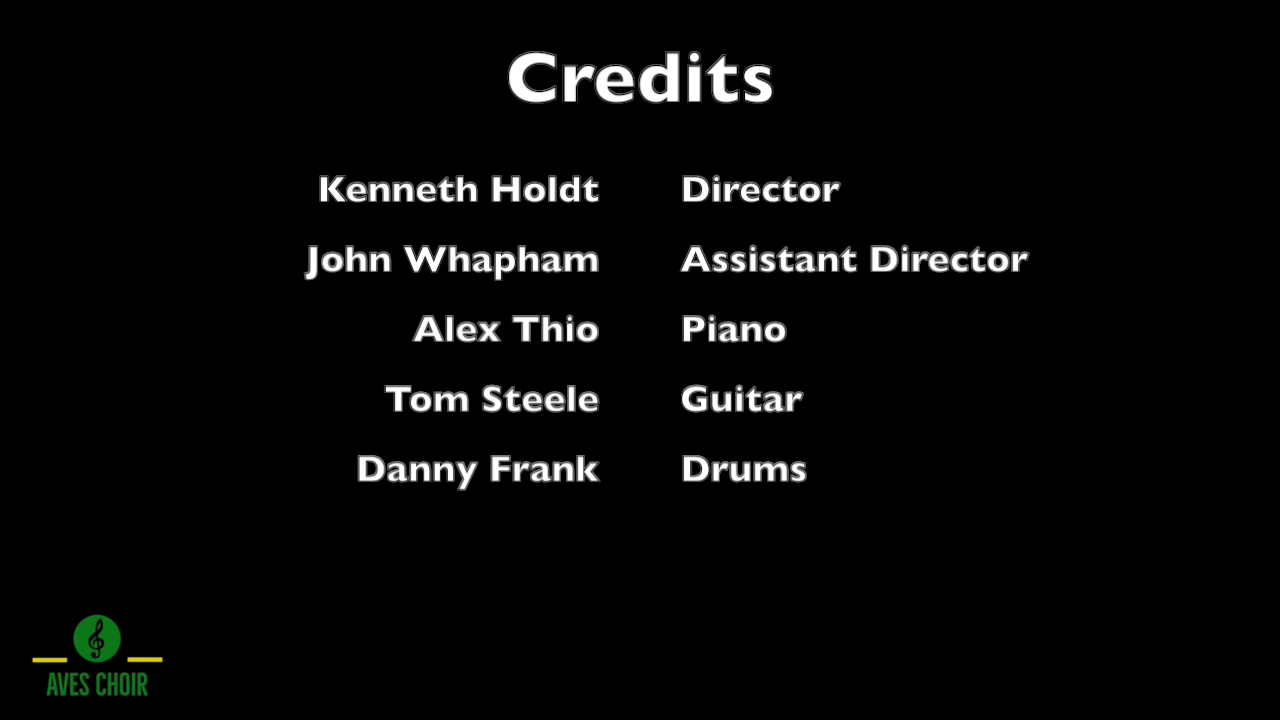 Credits
Kenneth Holdt Director
John Whapham Assistant Director
Alex Thio Piano
Tom Steele Guitar
Danny Frank Drums
AVES CHOIR